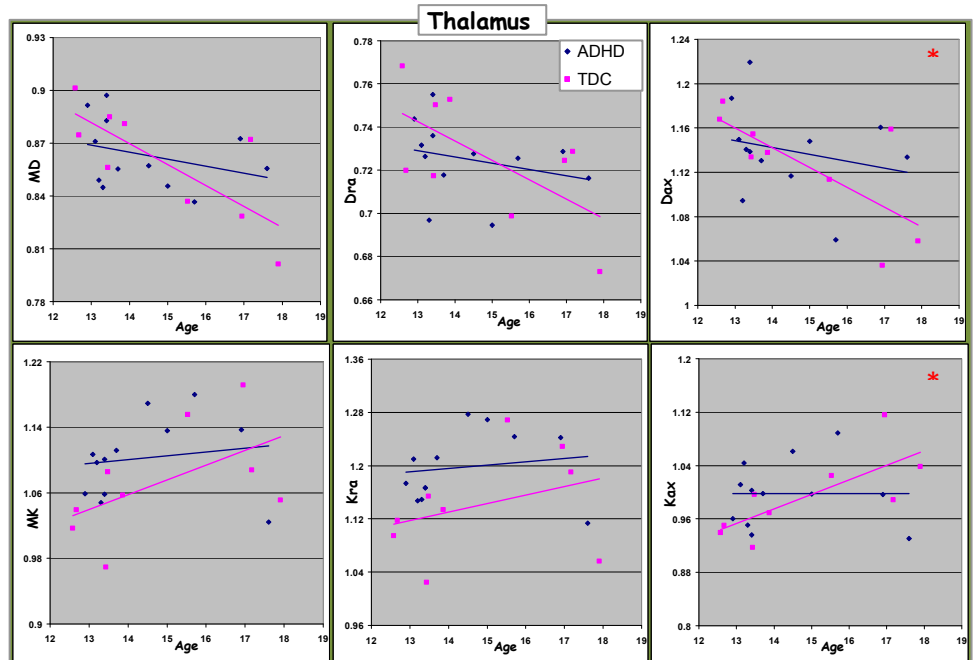 Thalamus
0.93
0.9
0.87
0.84
0.81
0.78
MD
12 13 14 15 16 17 18 19
Age
0.78
0.76
0.74
0.72
0.7
0.68
0.66
Dra
12 13 14 15 16 17 18 19
Age
ADHD
TDC
1.24
1.2
1.16
1.12
1.08
1.04
1
Dax
12 13 14 15 16 17 18 19
Age
*
1.22
1.14
1.06
0.98
0.9
MK
12 13 14 15 16 17 18 19
Age
1.36
1.28
1.2
1.12
1.04
0.96
Kra
12 13 14 15 16 17 18 19
Age
1.2
1.12
1.04
0.96
0.88
0.8
Kax
12 13 14 15 16 17 18 19
Age
*